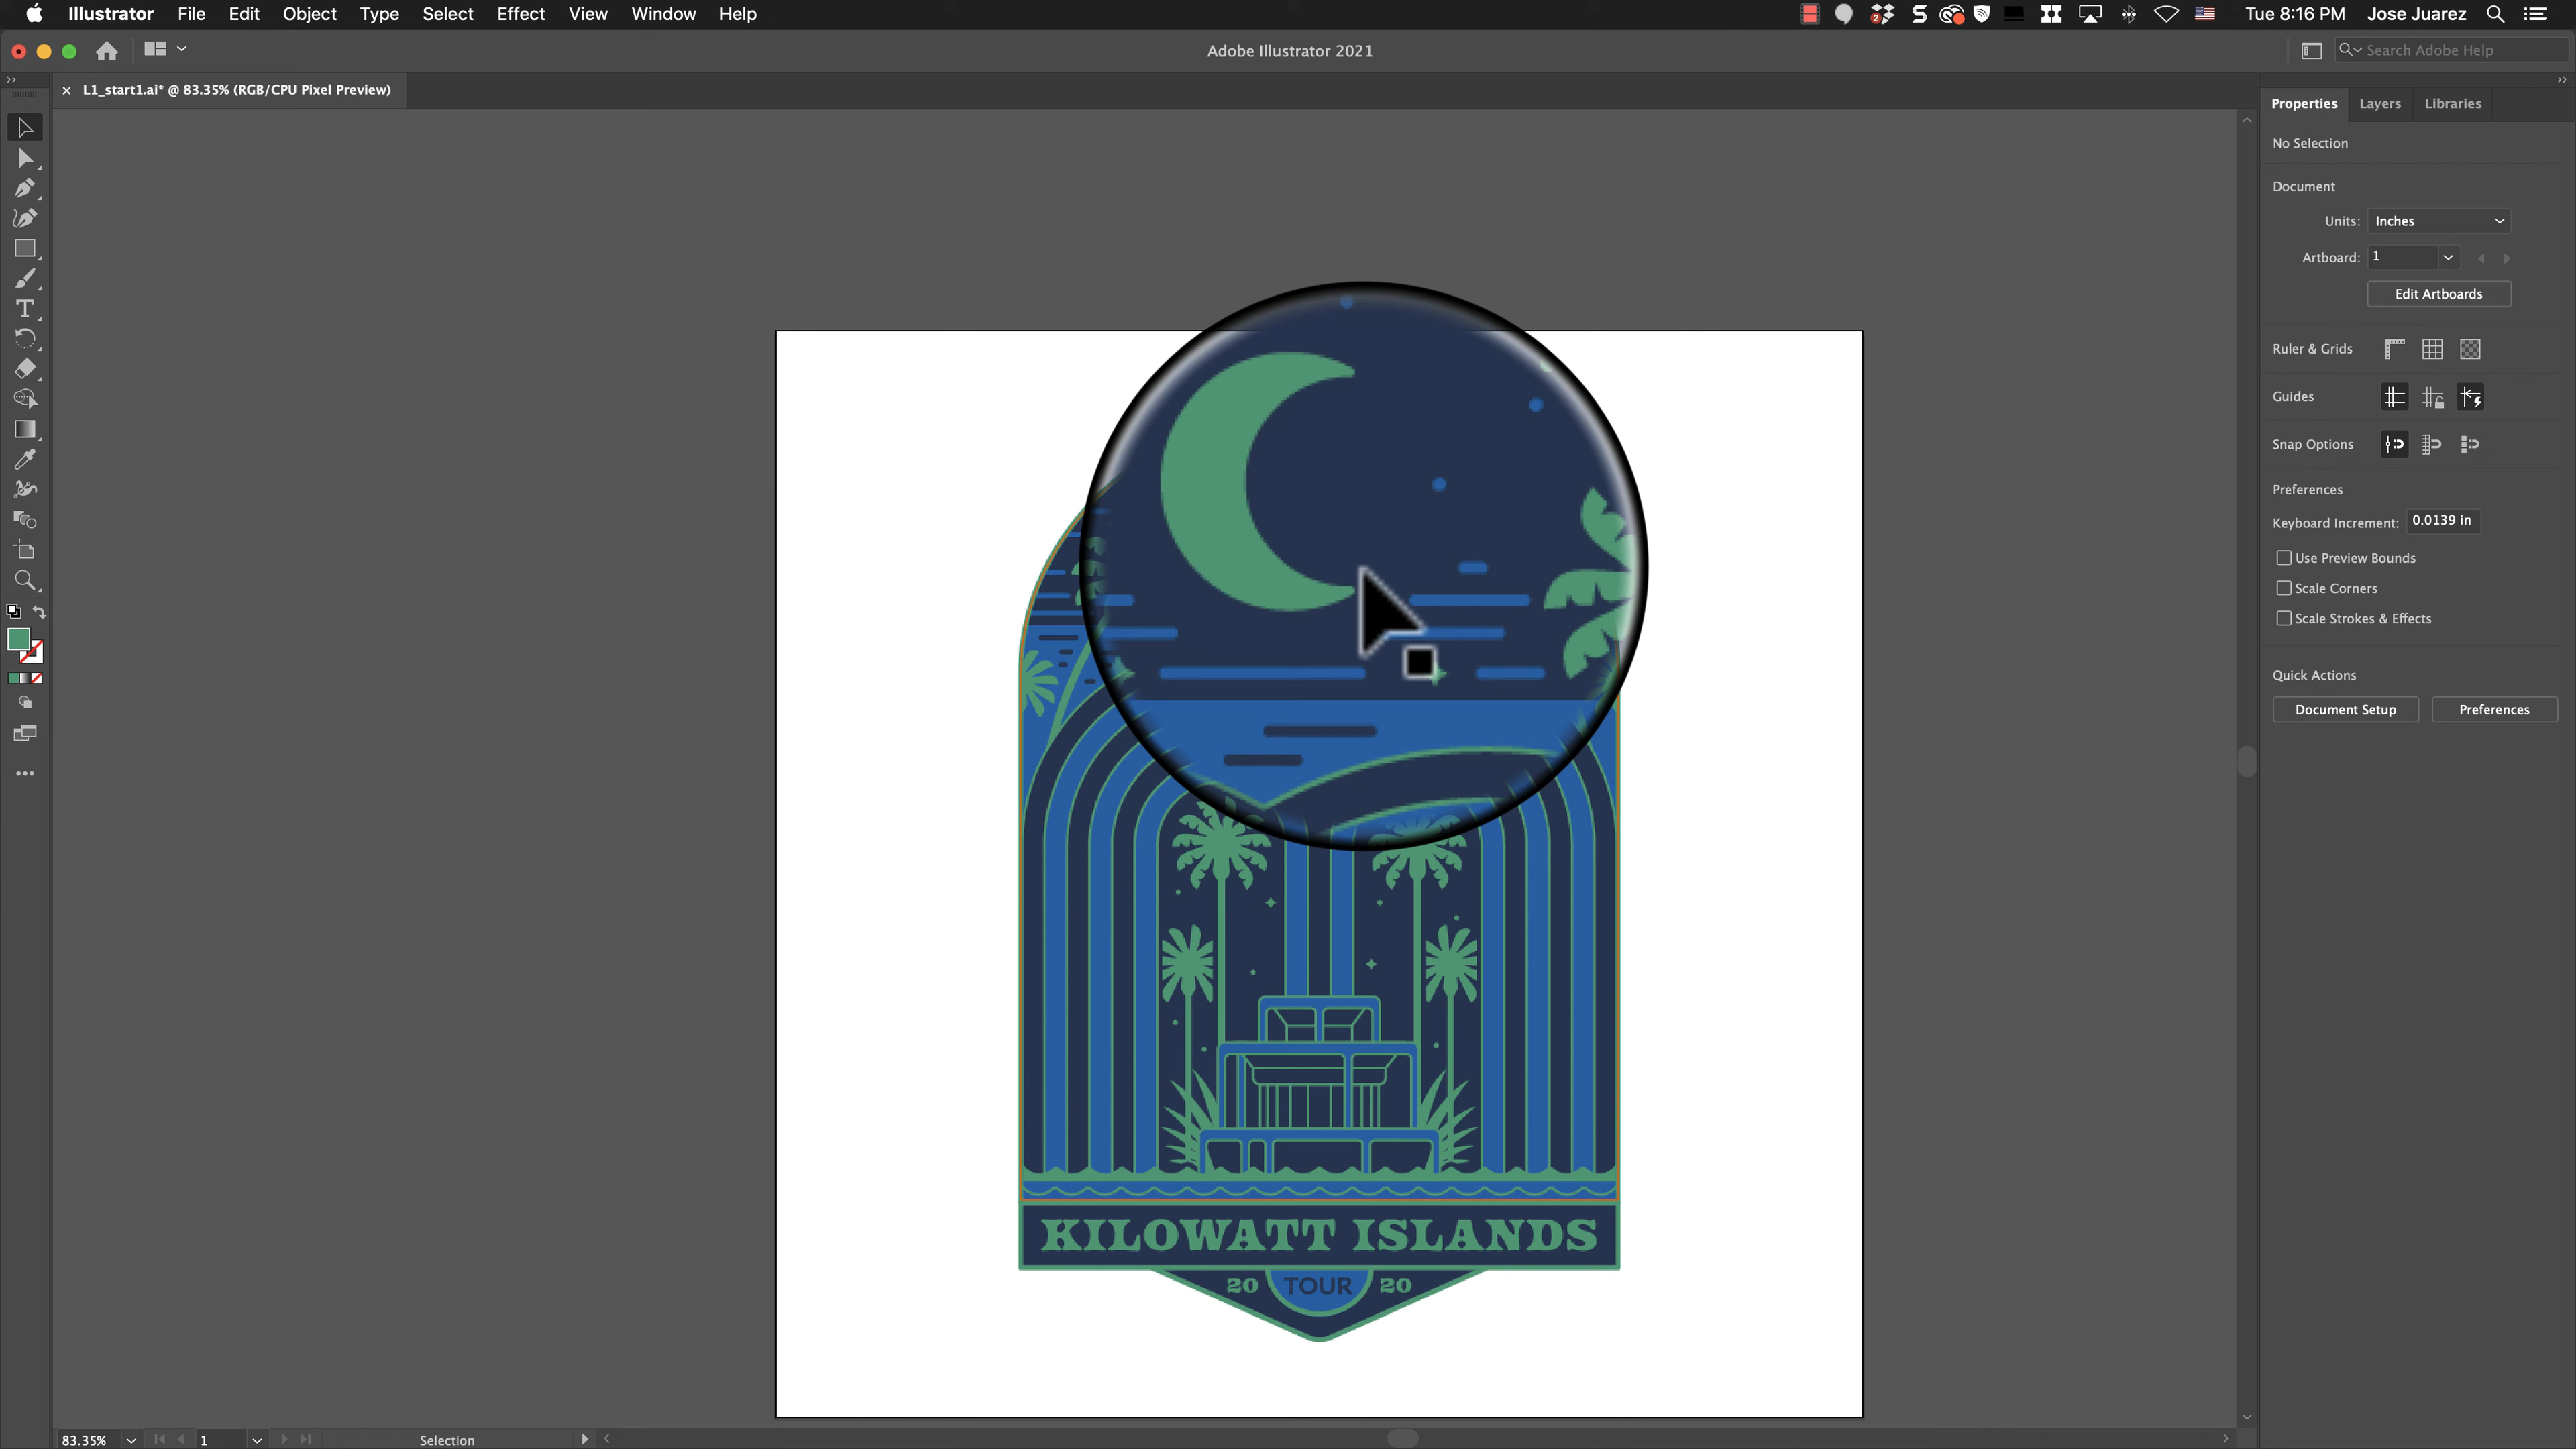 Illustrator File Edit Object Type Select Effect View Window Help
2
Tue 8:16 PM Jose Juarez
Adobe Illustrator 2021
Search Adobe Help
L1_start1.ai* @ 83.35% (RGB/CPU Pixel Preview)
Properties Layers Libraries
No Selection
Document
Units: Inches
Artboard: 1
Edit Artboards
Ruler & Grids
Guides
Snap Options
Preferences
Keyboard Increment: 0.0139 in
Use Preview Bounds
Scale Corners
Scale Strokes & Effects
Quick Actions
Document Setup Preferences
KILOWATT ISLANDS
20 TOUR 20
83.35% 1 Selection